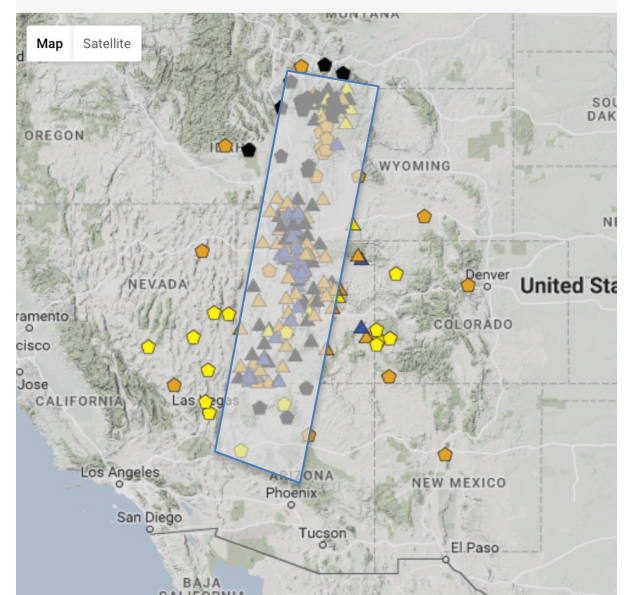 MONTANA
Map
Satellite
OREGON
SOU
DAK
WYOMING
NE
NEVADA
Denver
United Sta
ramento
COLORADO
cisco
Jose
CALIFORNIA
Las Vegas
Los Angeles
ARIZONA
NEW MEXICO
Phoenix
San Diego
Tucson
El Paso
BAJA
CALIFORNIA